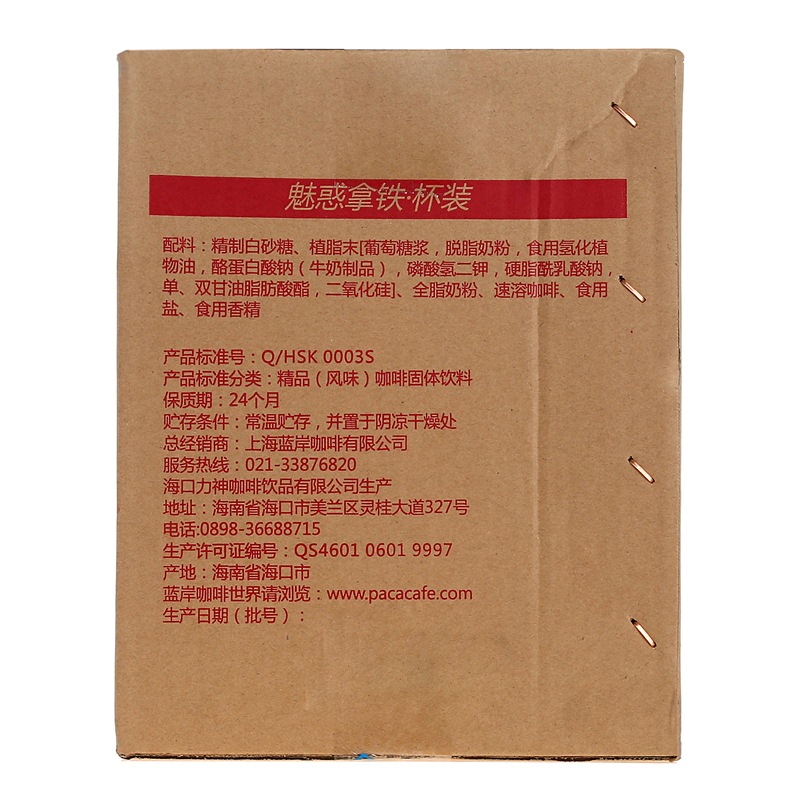 魅惑拿铁·杯装
配料：精制白砂糖、植脂末[葡萄糖浆，脱脂奶粉，食用氢化植
物油，酪蛋白酸钠（牛奶制品），磷酸氢二钾，硬脂酰乳酸钠，
单、双甘油脂肪酸酯，二氧化硅]、全脂奶粉、速溶咖啡、食用
盐、食用香精
产品标准号：Q/HSK 0003S
产品标准分类：精品（风味）咖啡固体饮料
保质期：24个月
贮存条件：常温贮存，并置于阴凉干燥处
总经销商：上海蓝岸咖啡有限公司
服务热线：021-33876820
海口力神咖啡饮品有限公司生产
地址：海南省海口市美兰区灵桂大道327号
电话:0898-36688715
生产许可证编号：QS4601 0601 9997
产地：海南省海口市
蓝岸咖啡世界请浏览：www.pacacafe.com
生产日期（批号）：